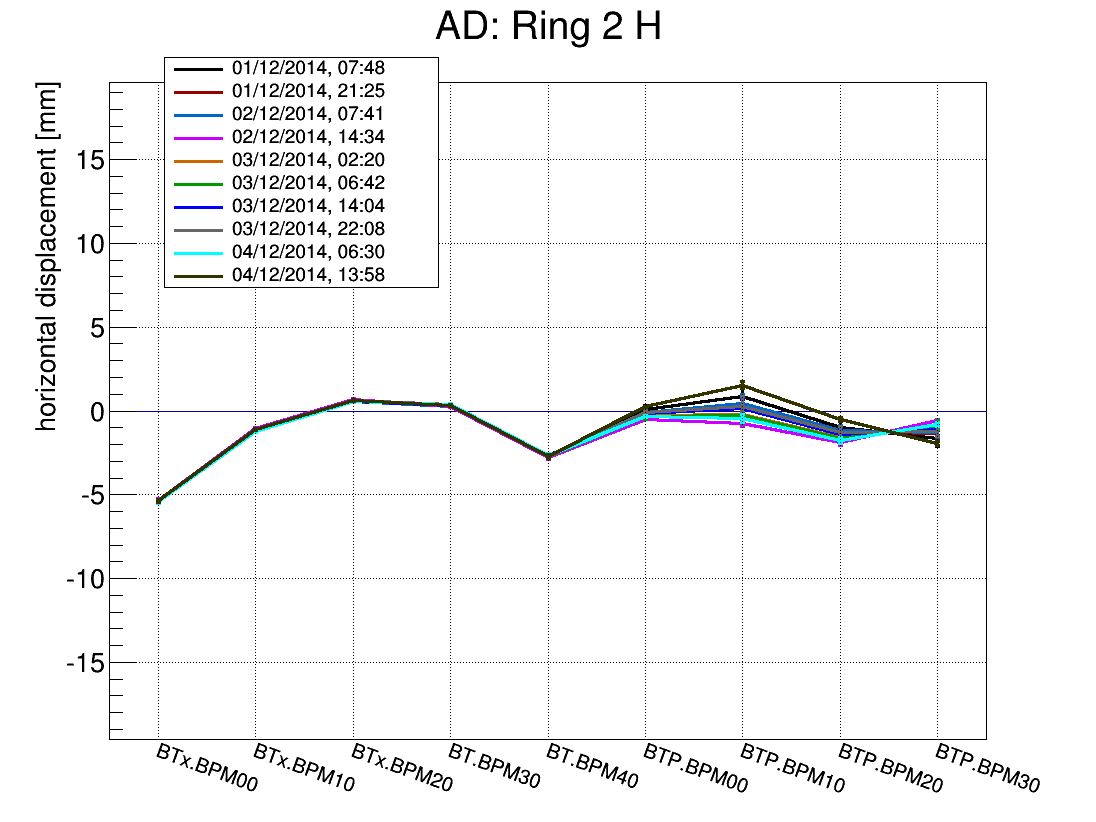 AD: Ring 2 H
01/12/2014, 07:48
01/12/2014, 21:25
02/12/2014, 07:41
02/12/2014, 14:34
03/12/2014, 02:20
03/12/2014, 06:42
03/12/2014, 14:04
03/12/2014, 22:08
04/12/2014, 06:30
04/12/2014, 13:58
horizontal displacement [mm]
15
10
5
0
-5
-10
-15
BTx.BPM00
BTx.BPM10
BTx.BPM20
BT.BPM30
BT.BPM40
BTP.BPM00
BTP.BPM10
BTP.BPM20
BTP.BPM30